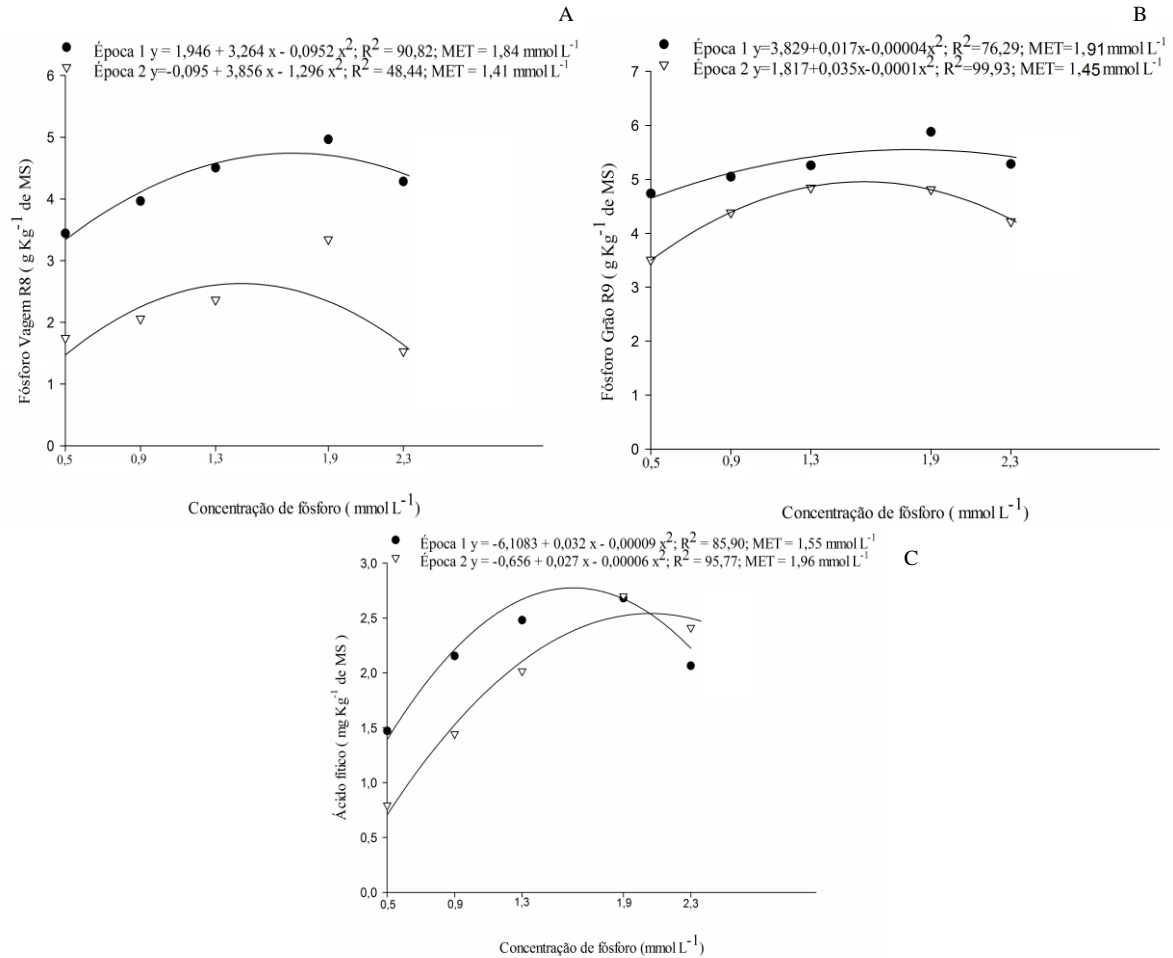 A
Época 1 y = 1,946 + 3,264 x - 0,0952 x²; R² = 90,82; MET = 1,84 mmol L⁻¹
Época 2 y=-0,095 + 3,856 x - 1,296 x²; R² = 48,44; MET = 1,41 mmol L⁻¹
6
5
4
3
2
1
0
Fósforo Vagem R8 ( g Kg⁻¹ de MS)
0,5 0,9 1,3 1,9 2,3
Concentração de fósforo ( mmol L⁻¹)
B
Época 1 y=3,829+0,017x-0,00004x²; R²=76,29; MET=1,91 mmol L⁻¹
Época 2 y=1,817+0,035x-0,0001x²; R²=99,93; MET= 1,45 mmol L⁻¹
7
6
5
4
3
2
1
0
Fósforo Grão R9 ( g Kg⁻¹ de MS)
0,5 0,9 1,3 1,9 2,3
Concentração de fósforo ( mmol L⁻¹)
C
Época 1 y = -6,1083 + 0,032 x - 0,00009 x²; R² = 85,90; MET = 1,55 mmol L⁻¹
Época 2 y = -0,656 + 0,027 x - 0,00006 x²; R² = 95,77; MET = 1,96 mmol L⁻¹
3,0
2,5
2,0
1,5
1,0
0,5
0,0
Ácido fítico ( mg Kg⁻¹ de MS )
0,5 0,9 1,3 1,9 2,3
Concentração de fósforo (mmol L⁻¹)